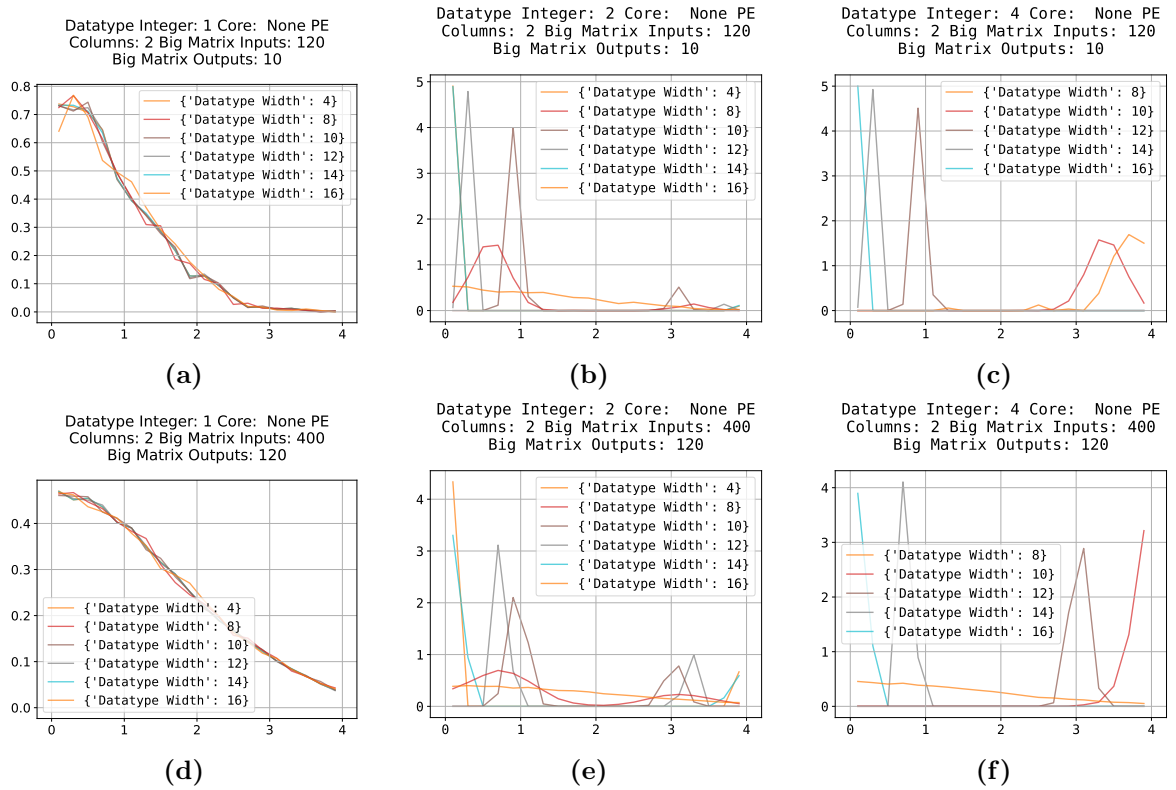 Datatype Integer: 1 Core:  None PE
Columns: 2 Big Matrix Inputs: 120
Big Matrix Outputs: 10
0.8
0.7
0.6
0.5
0.4
0.3
0.2
0.1
0.0
{'Datatype Width': 4}
{'Datatype Width': 8}
{'Datatype Width': 10}
{'Datatype Width': 12}
{'Datatype Width': 14}
{'Datatype Width': 16}
0 1 2 3 4
(a)
Datatype Integer: 2 Core:  None PE
Columns: 2 Big Matrix Inputs: 120
Big Matrix Outputs: 10
5
4
3
2
1
0
{'Datatype Width': 4}
{'Datatype Width': 8}
{'Datatype Width': 10}
{'Datatype Width': 12}
{'Datatype Width': 14}
{'Datatype Width': 16}
0 1 2 3 4
(b)
Datatype Integer: 4 Core:  None PE
Columns: 2 Big Matrix Inputs: 120
Big Matrix Outputs: 10
5
4
3
2
1
0
{'Datatype Width': 8}
{'Datatype Width': 10}
{'Datatype Width': 12}
{'Datatype Width': 14}
{'Datatype Width': 16}
0 1 2 3 4
(c)
Datatype Integer: 1 Core:  None PE
Columns: 2 Big Matrix Inputs: 400
Big Matrix Outputs: 120
0.4
0.3
0.2
0.1
0.0
{'Datatype Width': 4}
{'Datatype Width': 8}
{'Datatype Width': 10}
{'Datatype Width': 12}
{'Datatype Width': 14}
{'Datatype Width': 16}
0 1 2 3 4
(d)
Datatype Integer: 2 Core:  None PE
Columns: 2 Big Matrix Inputs: 400
Big Matrix Outputs: 120
4
3
2
1
0
{'Datatype Width': 4}
{'Datatype Width': 8}
{'Datatype Width': 10}
{'Datatype Width': 12}
{'Datatype Width': 14}
{'Datatype Width': 16}
0 1 2 3 4
(e)
Datatype Integer: 4 Core:  None PE
Columns: 2 Big Matrix Inputs: 400
Big Matrix Outputs: 120
4
3
2
1
0
{'Datatype Width': 8}
{'Datatype Width': 10}
{'Datatype Width': 12}
{'Datatype Width': 14}
{'Datatype Width': 16}
0 1 2 3 4
(f)